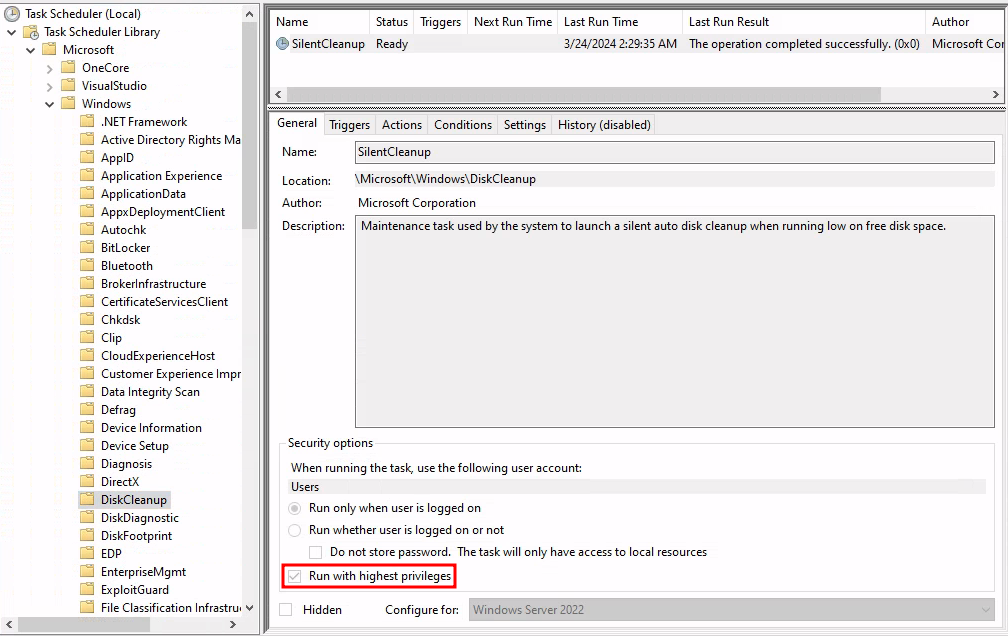 Task Scheduler (Local)
Task Scheduler Library
Microsoft
OneCore
VisualStudio
Windows
.NET Framework
Active Directory Rights Ma
AppID
Application Experience
ApplicationData
AppxDeploymentClient
Autochk
BitLocker
Bluetooth
BrokerInfrastructure
CertificateServicesClient
Chkdsk
Clip
CloudExperienceHost
Customer Experience Impr
Data Integrity Scan
Defrag
Device Information
Device Setup
Diagnosis
DirectX
DiskCleanup
DiskDiagnostic
DiskFootprint
EDP
EnterpriseMgmt
ExploitGuard
File Classification Infrastru
Name Status Triggers Next Run Time Last Run Time Last Run Result Author
SilentCleanup Ready 3/24/2024 2:29:35 AM The operation completed successfully. (0x0) Microsoft Cor
General Triggers Actions Conditions Settings History (disabled)
Name: SilentCleanup
Location: \Microsoft\Windows\DiskCleanup
Author: Microsoft Corporation
Description: Maintenance task used by the system to launch a silent auto disk cleanup when running low on free disk space.
Security options
When running the task, use the following user account:
Users
Run only when user is logged on
Run whether user is logged on or not
Do not store password. The task will only have access to local resources
Run with highest privileges
Hidden Configure for: Windows Server 2022